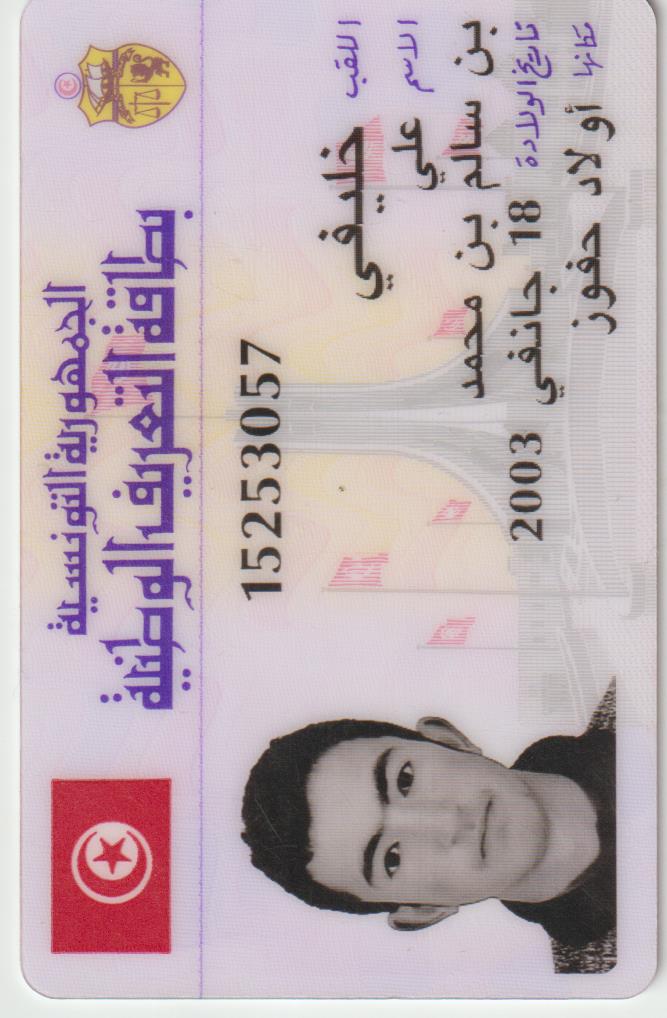 الجمهورية التونسية
بطاقة التعريف الوطنية
15253057
اللقب خليفي
الاسم علي
بن سالم بن محمد
تاريخ الولادة 18 جانفي 2003
مكانها أولاد حفوز